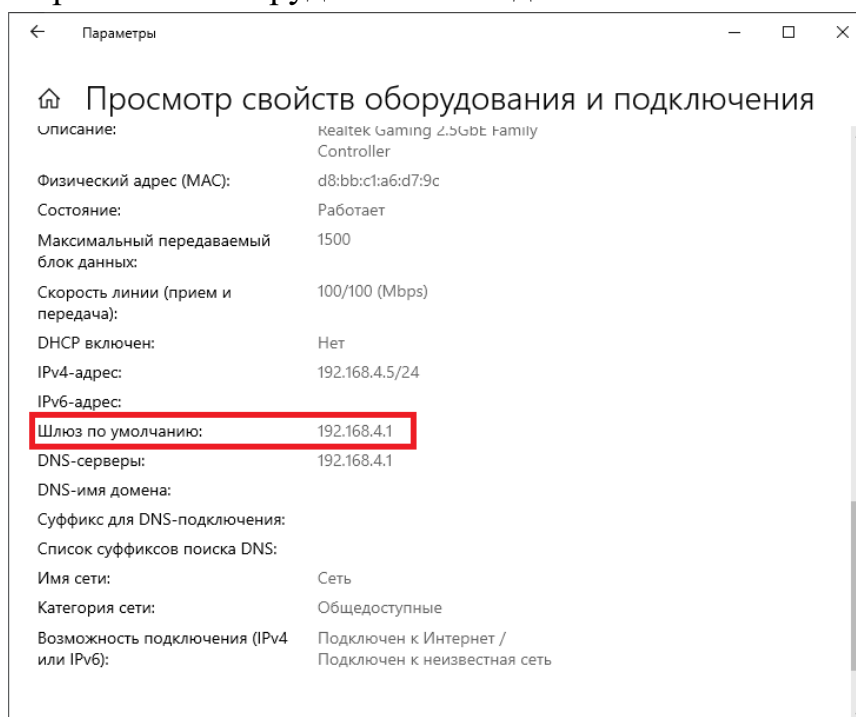 Параметры
Просмотр свойств оборудования и подключения
Описание: Realtek Gaming 2.5GbE Family
Controller
Физический адрес (MAC): d8:bb:c1:a6:d7:9c
Состояние: Работает
Максимальный передаваемый 1500
блок данных:
Скорость линии (прием и 100/100 (Mbps)
передача):
DHCP включен: Нет
IPv4-адрес: 192.168.4.5/24
IPv6-адрес:
Шлюз по умолчанию: 192.168.4.1
DNS-серверы: 192.168.4.1
DNS-имя домена:
Суффикс для DNS-подключения:
Список суффиксов поиска DNS:
Имя сети: Сеть
Категория сети: Общедоступные
Возможность подключения (IPv4 Подключен к Интернет /
или IPv6): Подключен к неизвестная сеть